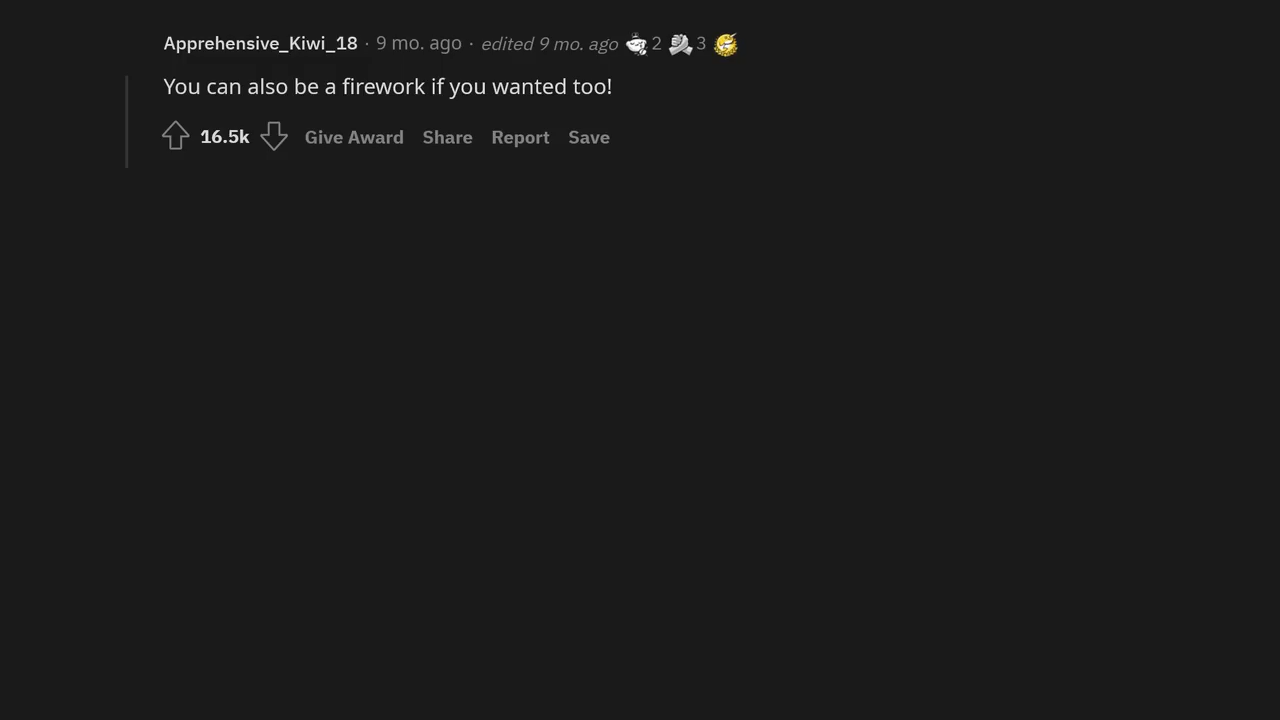 Apprehensive_Kiwi_18 · 9 mo. ago · edited 9 mo. ago 2 3
You can also be a firework if you wanted too!
16.5k Give Award Share Report Save